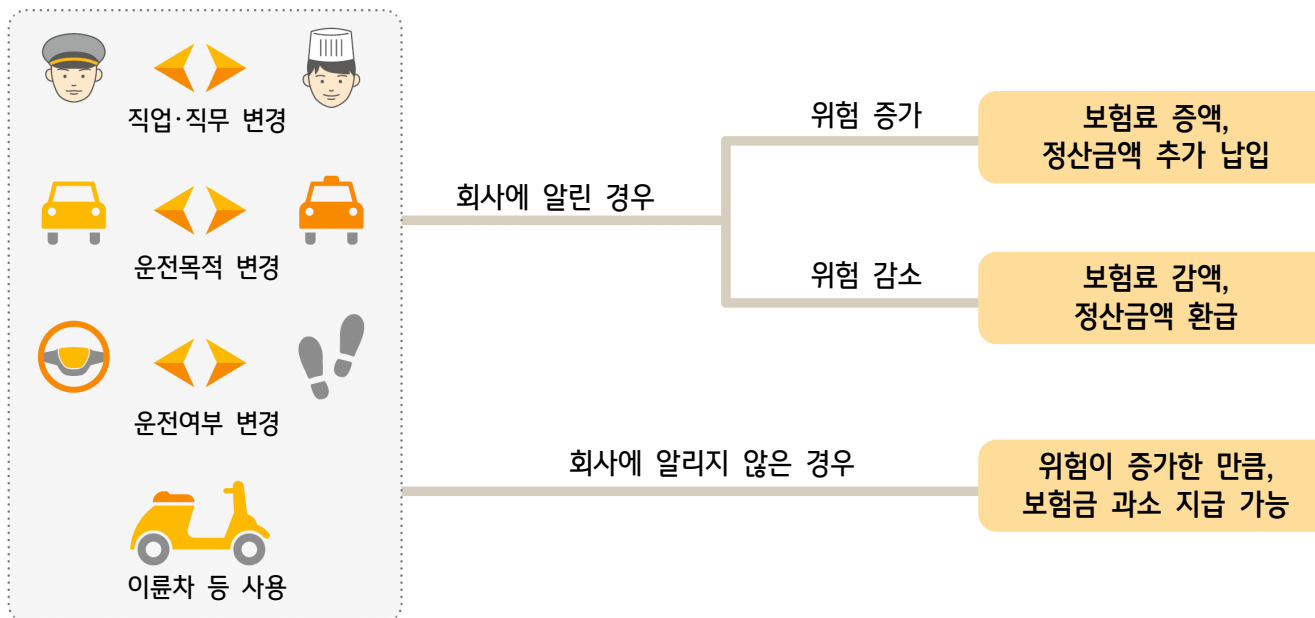 직업·직무 변경
운전목적 변경
운전여부 변경
이륜차 등 사용
회사에 알린 경우
위험 증가
보험료 증액,
정산금액 추가 납입
위험 감소
보험료 감액,
정산금액 환급
회사에 알리지 않은 경우
위험이 증가한 만큼,
보험금 과소 지급 가능